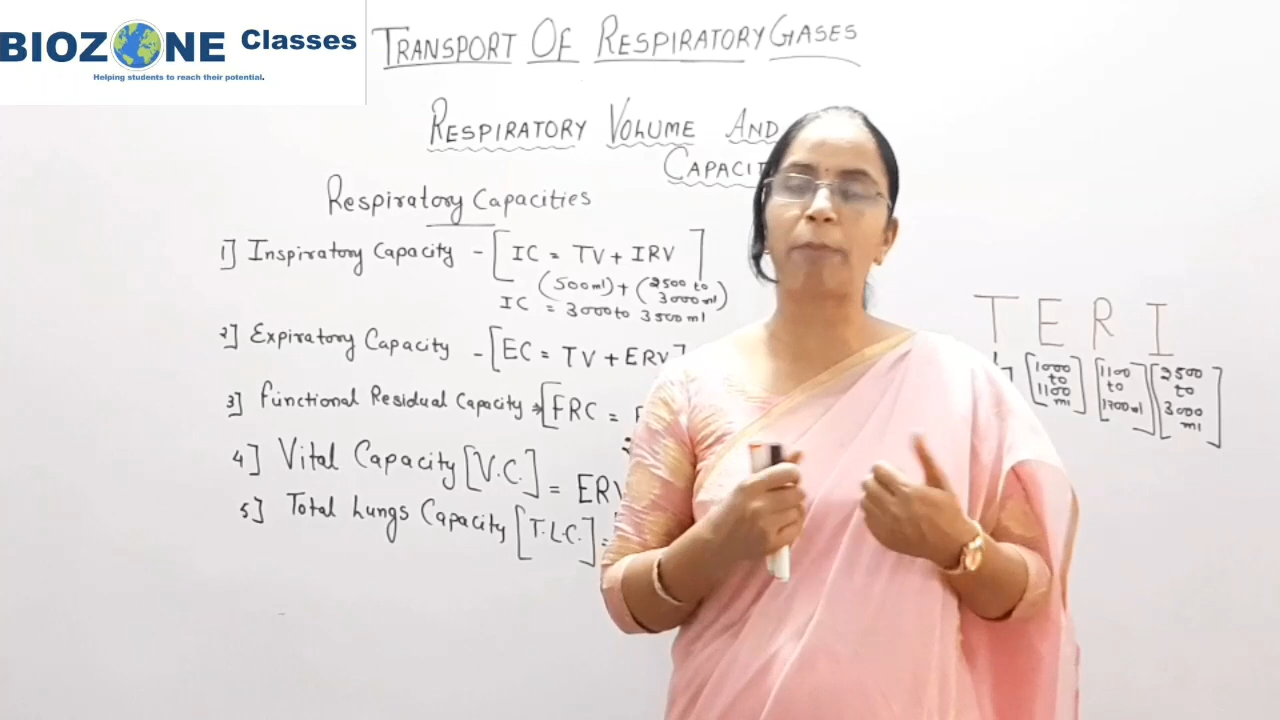 BIOZONE Classes
Helping students to reach their potential.
TRANSPORT OF RESPIRATORY GASES
RESPIRATORY VOLUME AND
Respiratory Capacities
1] Inspiratory Capacity - [IC = TV + IRV]
(500ml) + (2500 to 3000ml)
IC = 3000 to 3500ml
2] Expiratory Capacity - [EC = TV + ERV]
3] Functional Residual Capacity → [FRC =
4] Vital Capacity [V.C.] = ERV
5] Total Lungs Capacity [T.L.C.] =
T E R I
[1000 to 1100 ml] [1100 to 1200ml] [2500 to 3000 ml]